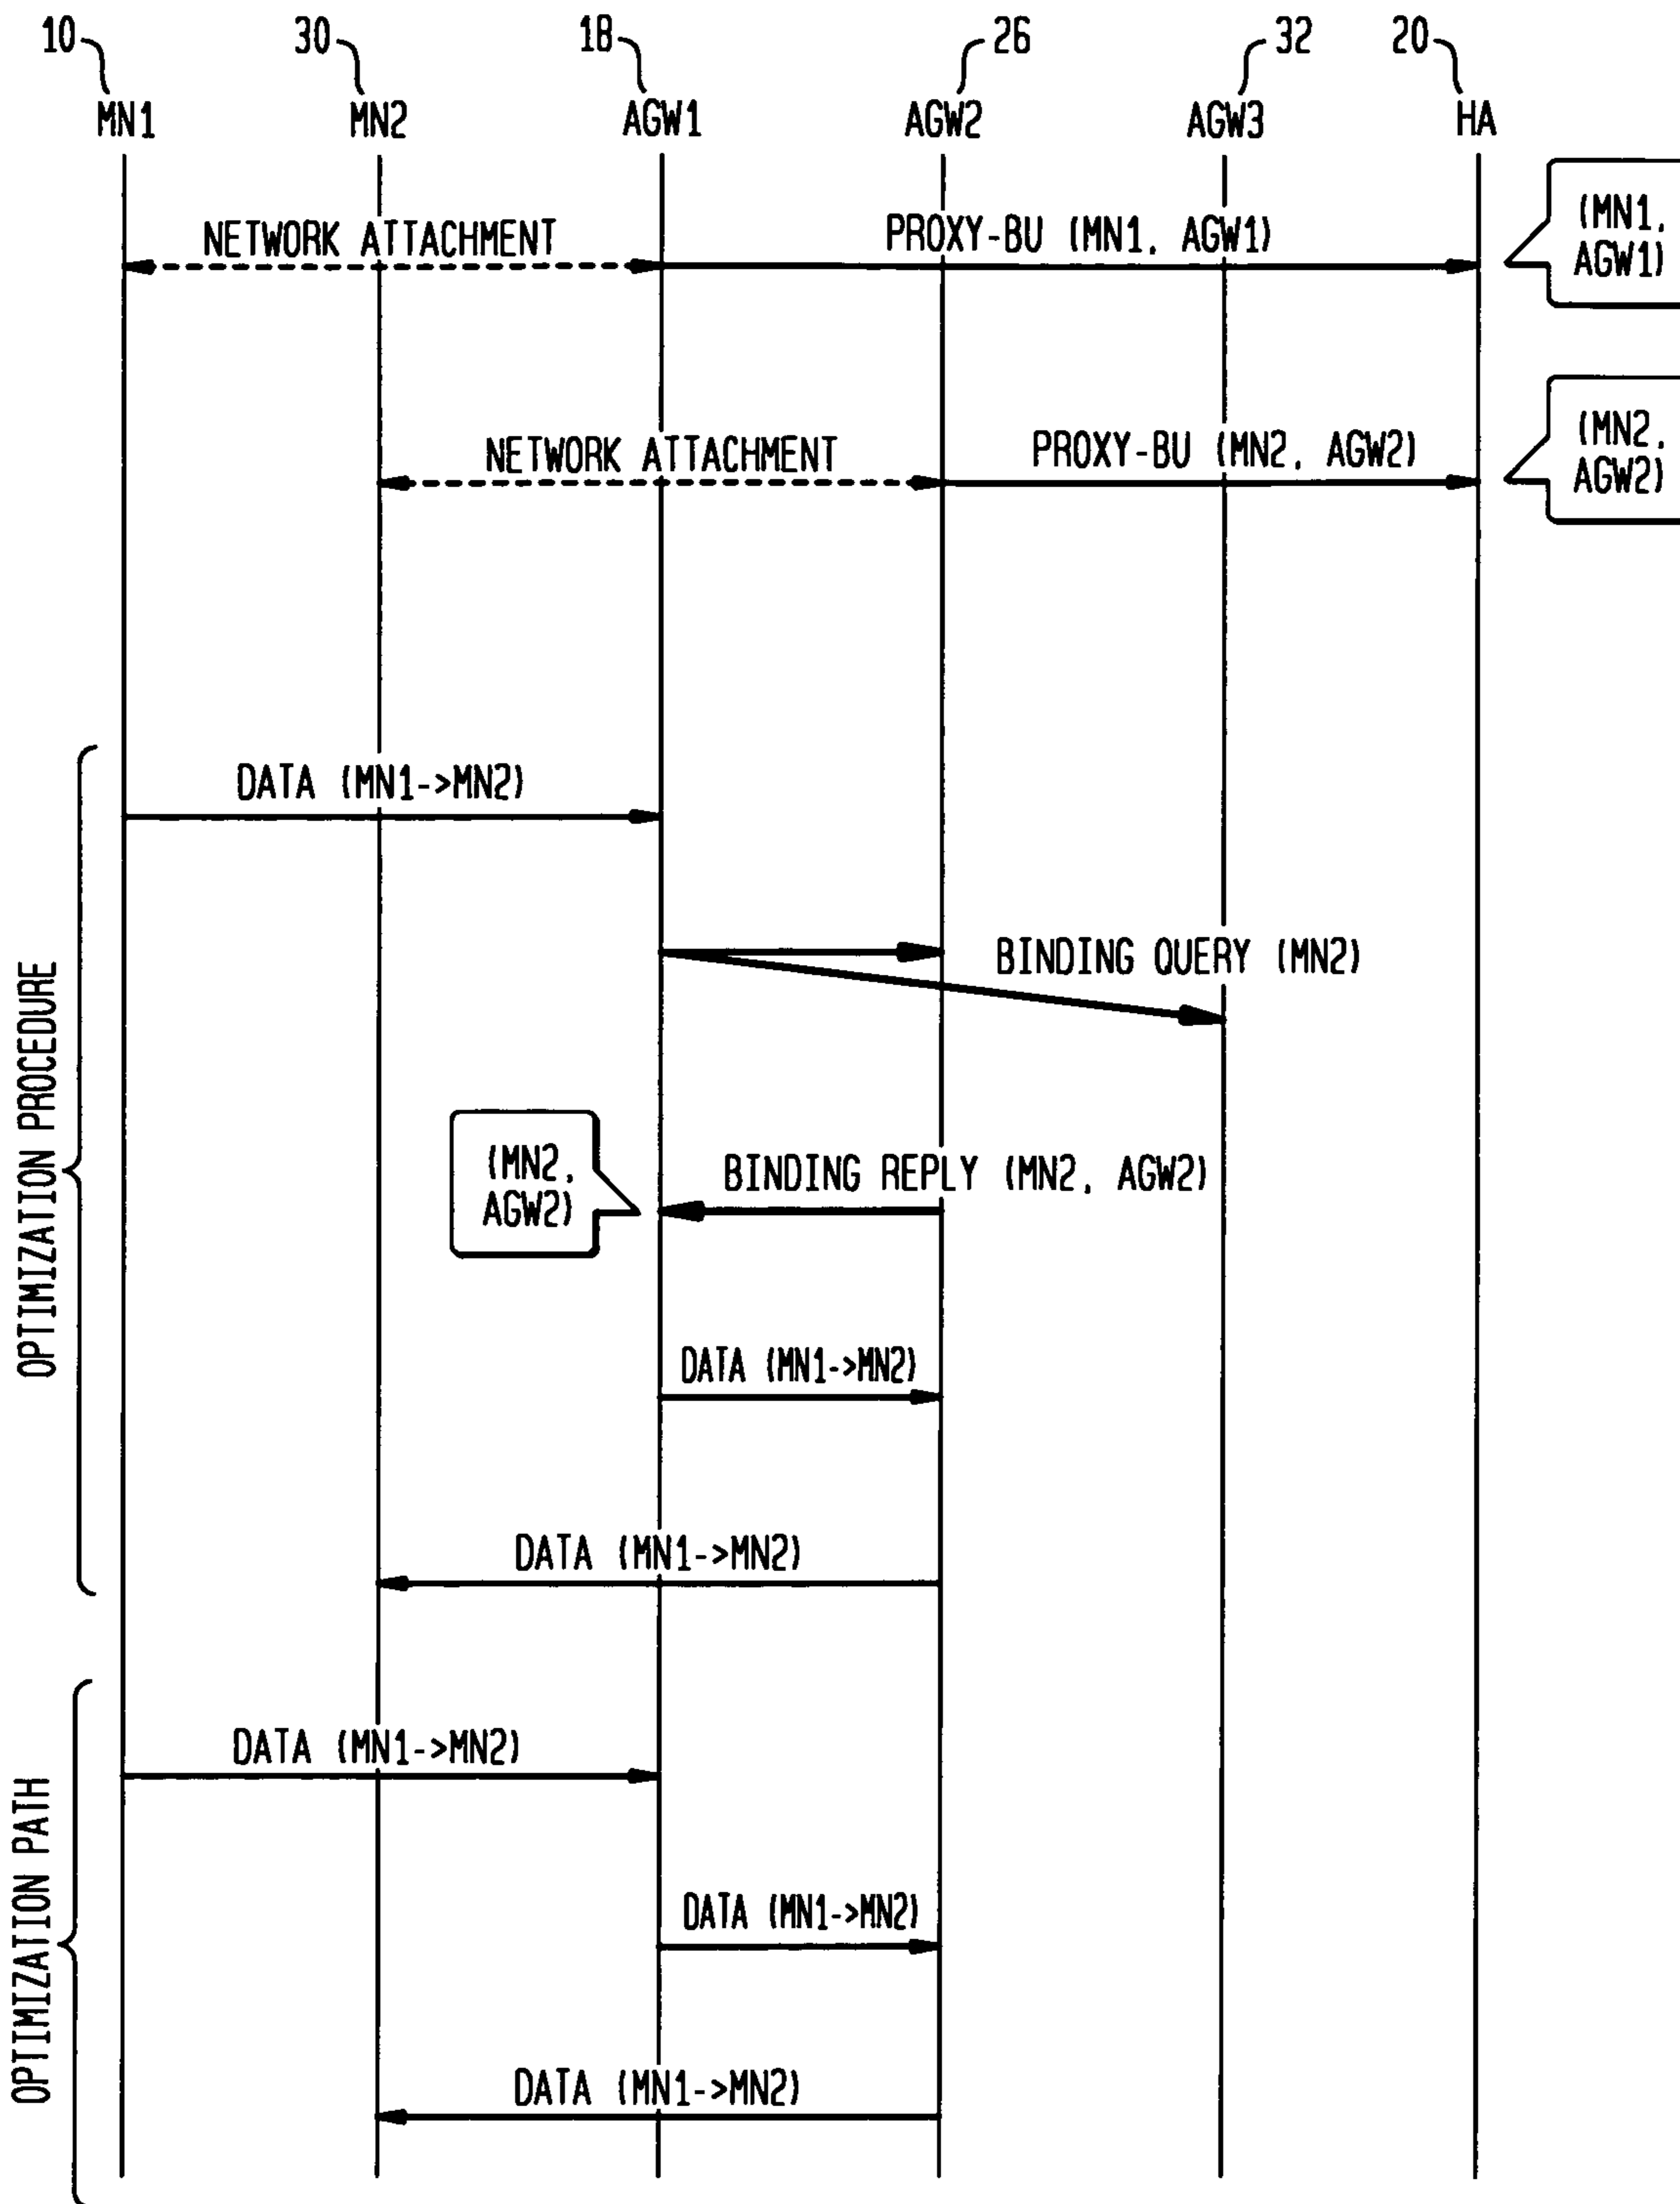 10 30 18 26 32 20
MN1 MN2 AGW1 AGW2 AGW3 HA
NETWORK ATTACHMENT PROXY-BU (MN1, AGW1)
(MN1,
AGW1)
NETWORK ATTACHMENT PROXY-BU (MN2, AGW2)
(MN2,
AGW2)
OPTIMIZATION PROCEDURE
DATA (MN1->MN2)
BINDING QUERY (MN2)
(MN2,
AGW2)
BINDING REPLY (MN2, AGW2)
DATA (MN1->MN2)
DATA (MN1->MN2)
OPTIMIZATION PATH
DATA (MN1->MN2)
DATA (MN1->MN2)
DATA (MN1->MN2)